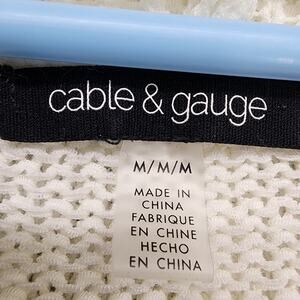 cable & gauge
M/M/M
MADE IN
CHINA
FABRIQUE
EN CHINE
HECHO
EN CHINA